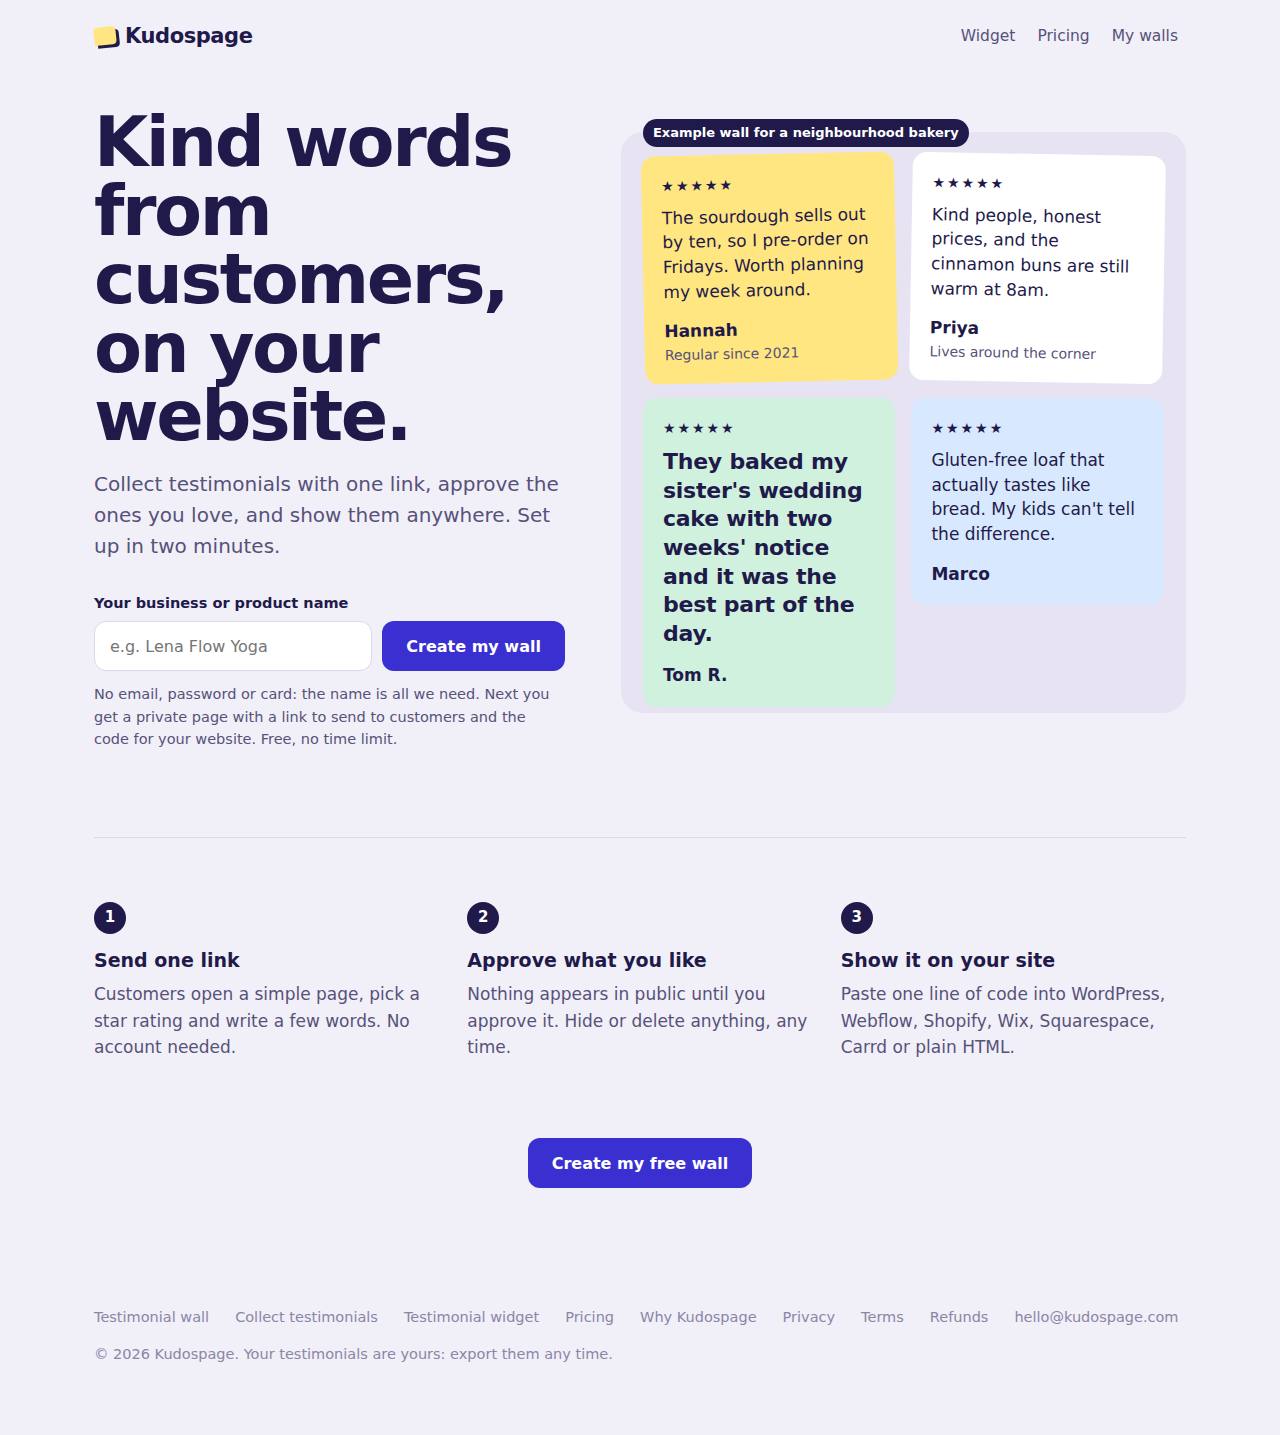 Kudospage
Widget Pricing My walls
Kind words
from
customers,
on your
website.
Collect testimonials with one link, approve the
ones you love, and show them anywhere. Set
up in two minutes.
Your business or product name
e.g. Lena Flow Yoga
Create my wall
No email, password or card: the name is all we need. Next you
get a private page with a link to send to customers and the
code for your website. Free, no time limit.
Example wall for a neighbourhood bakery
★★★★★
The sourdough sells out
by ten, so I pre-order on
Fridays. Worth planning
my week around.
Hannah
Regular since 2021
★★★★★
Kind people, honest
prices, and the
cinnamon buns are still
warm at 8am.
Priya
Lives around the corner
★★★★★
They baked my
sister's wedding
cake with two
weeks' notice
and it was the
best part of the
day.
Tom R.
★★★★★
Gluten-free loaf that
actually tastes like
bread. My kids can't tell
the difference.
Marco
1
Send one link
Customers open a simple page, pick a
star rating and write a few words. No
account needed.
2
Approve what you like
Nothing appears in public until you
approve it. Hide or delete anything, any
time.
3
Show it on your site
Paste one line of code into WordPress,
Webflow, Shopify, Wix, Squarespace,
Carrd or plain HTML.
Create my free wall
Testimonial wall Collect testimonials Testimonial widget Pricing Why Kudospage Privacy Terms Refunds hello@kudospage.com
© 2026 Kudospage. Your testimonials are yours: export them any time.